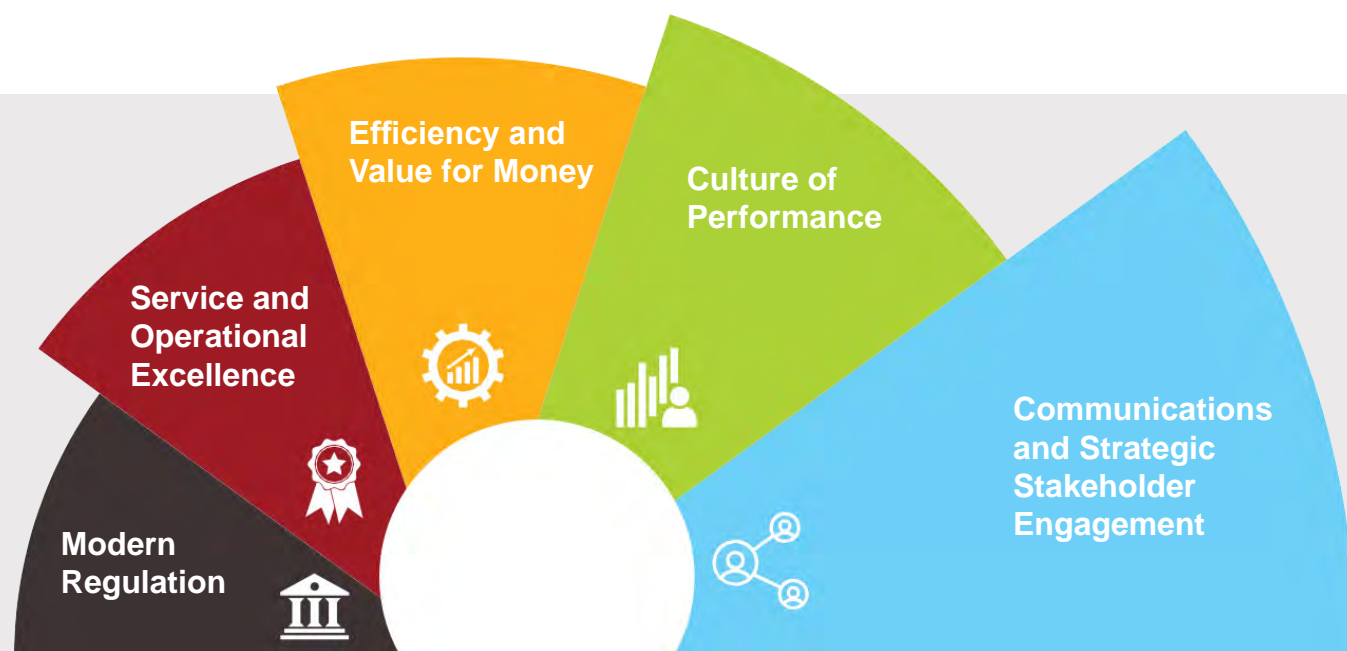 Efficiency and
Value for Money
Culture of
Performance
Service and
Operational
Excellence
Communications
and Strategic
Stakeholder
Engagement
Modern
Regulation